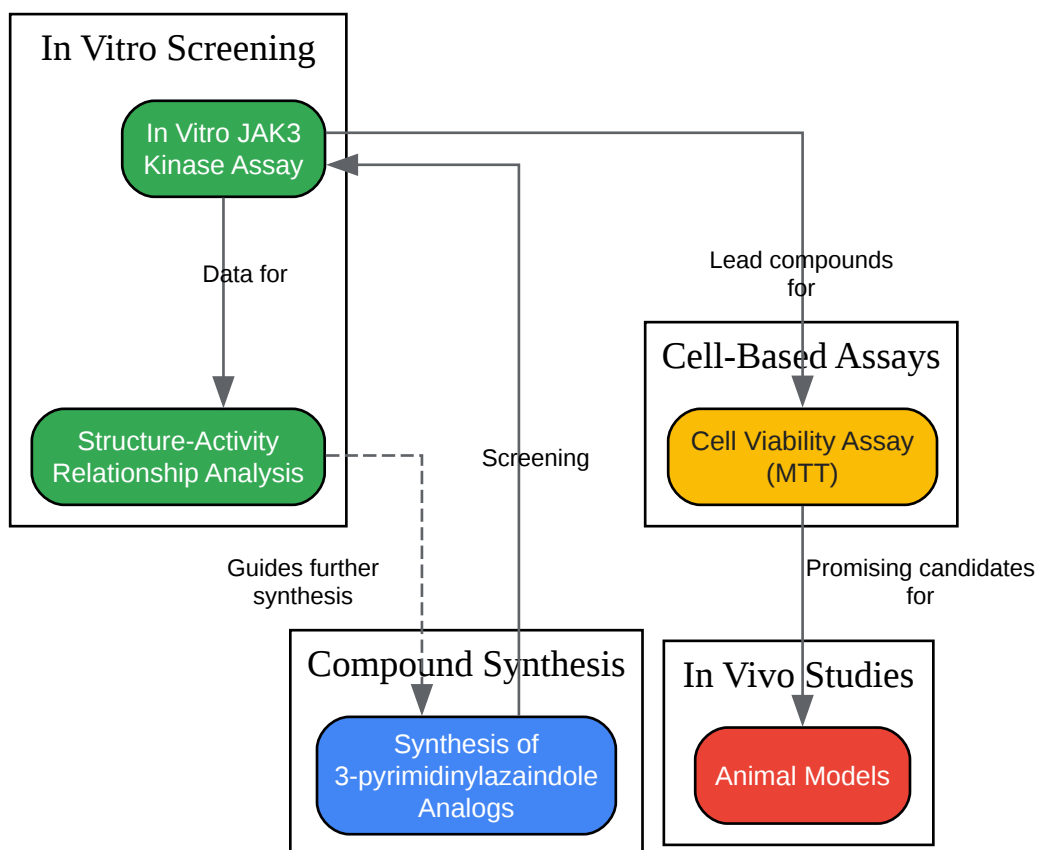 In Vitro Screening
In Vitro JAK3
Kinase Assay
Data for
Lead compounds
for
Cell-Based Assays
Structure-Activity
Relationship Analysis
Screening
Cell Viability Assay
(MTT)
Guides further
synthesis
Promising candidates
for
Compound Synthesis
In Vivo Studies
Synthesis of
3-pyrimidinylazaindole
Analogs
Animal Models